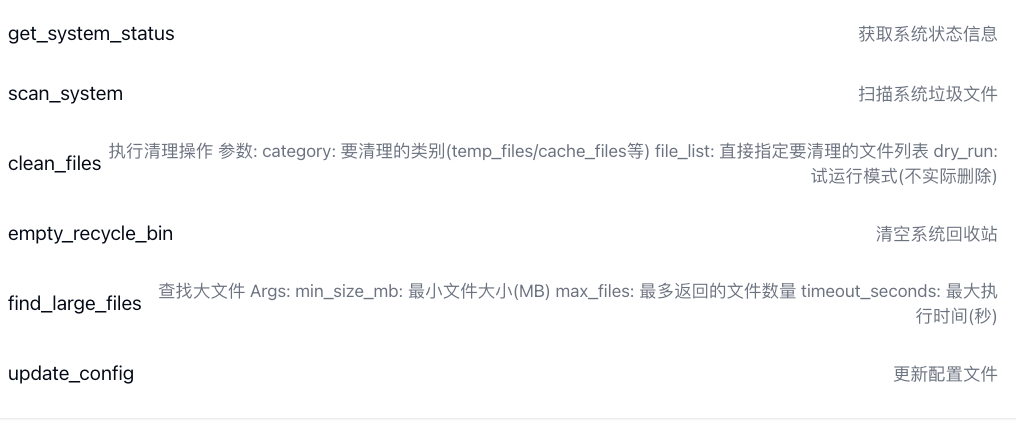 get_system_status 获取系统状态信息
scan_system 扫描系统垃圾文件
clean_files 执行清理操作 参数: category: 要清理的类别(temp_files/cache_files等) file_list: 直接指定要清理的文件列表 dry_run:
试运行模式(不实际删除)
empty_recycle_bin 清空系统回收站
find_large_files 查找大文件 Args: min_size_mb: 最小文件大小(MB) max_files: 最多返回的文件数量 timeout_seconds: 最大执
行时间(秒)
update_config 更新配置文件